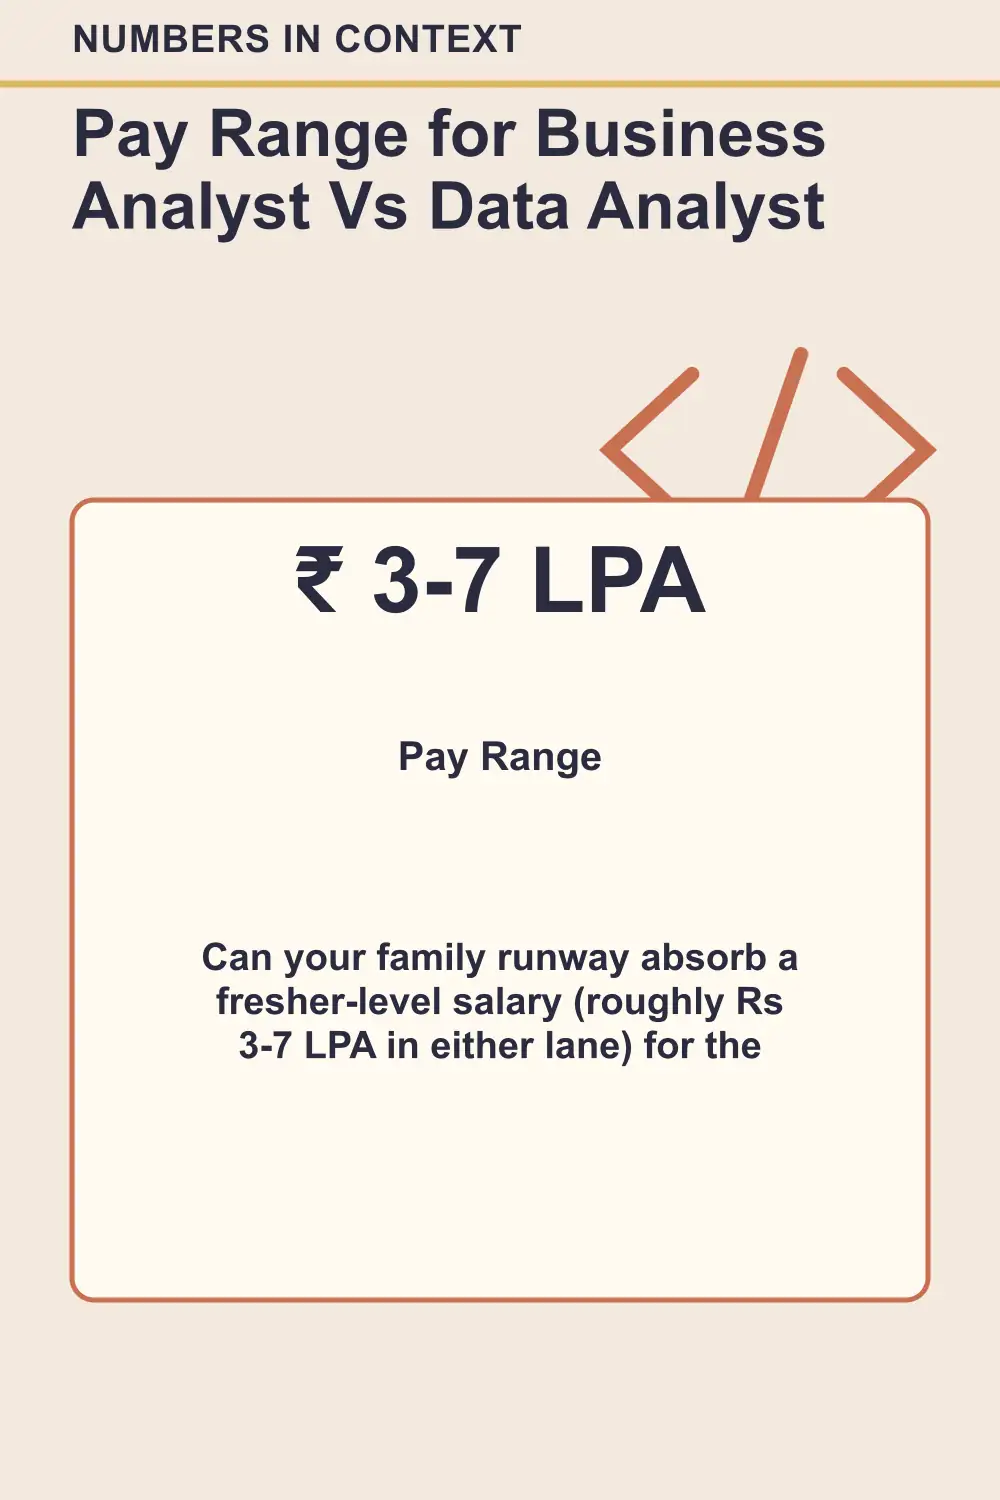 NUMBERS IN CONTEXT
Pay Range for Business
Analyst Vs Data Analyst
₹ 3-7 LPA
Pay Range
Can your family runway absorb a
fresher-level salary (roughly Rs
3-7 LPA in either lane) for the